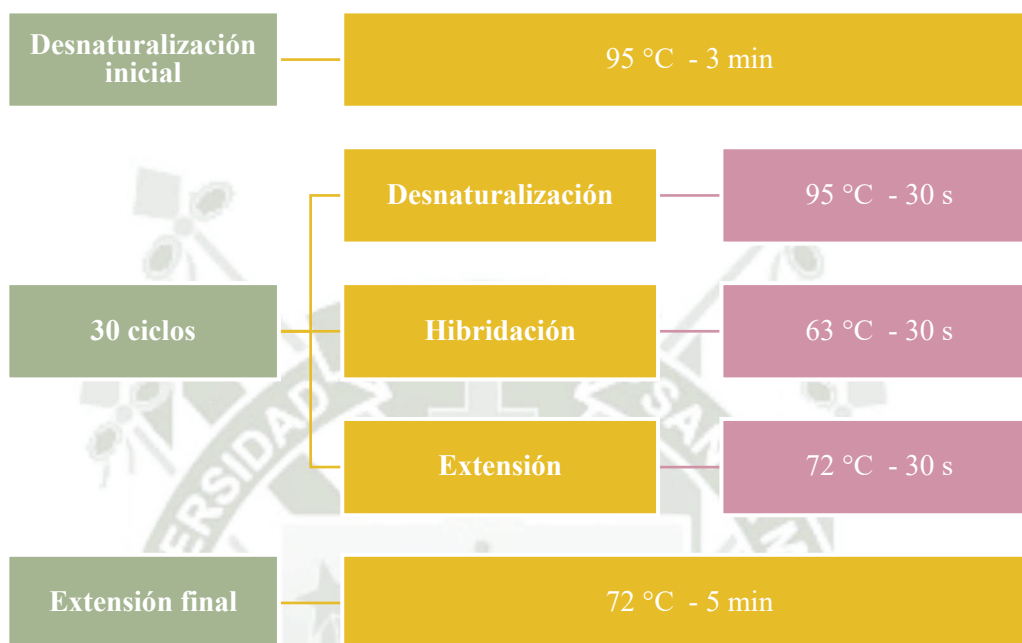 Desnaturalización
inicial
95 °C - 3 min
Desnaturalización
95 °C - 30 s
30 ciclos
Hibridación
63 °C - 30 s
Extensión
72 °C - 30 s
Extensión final
72 °C - 5 min